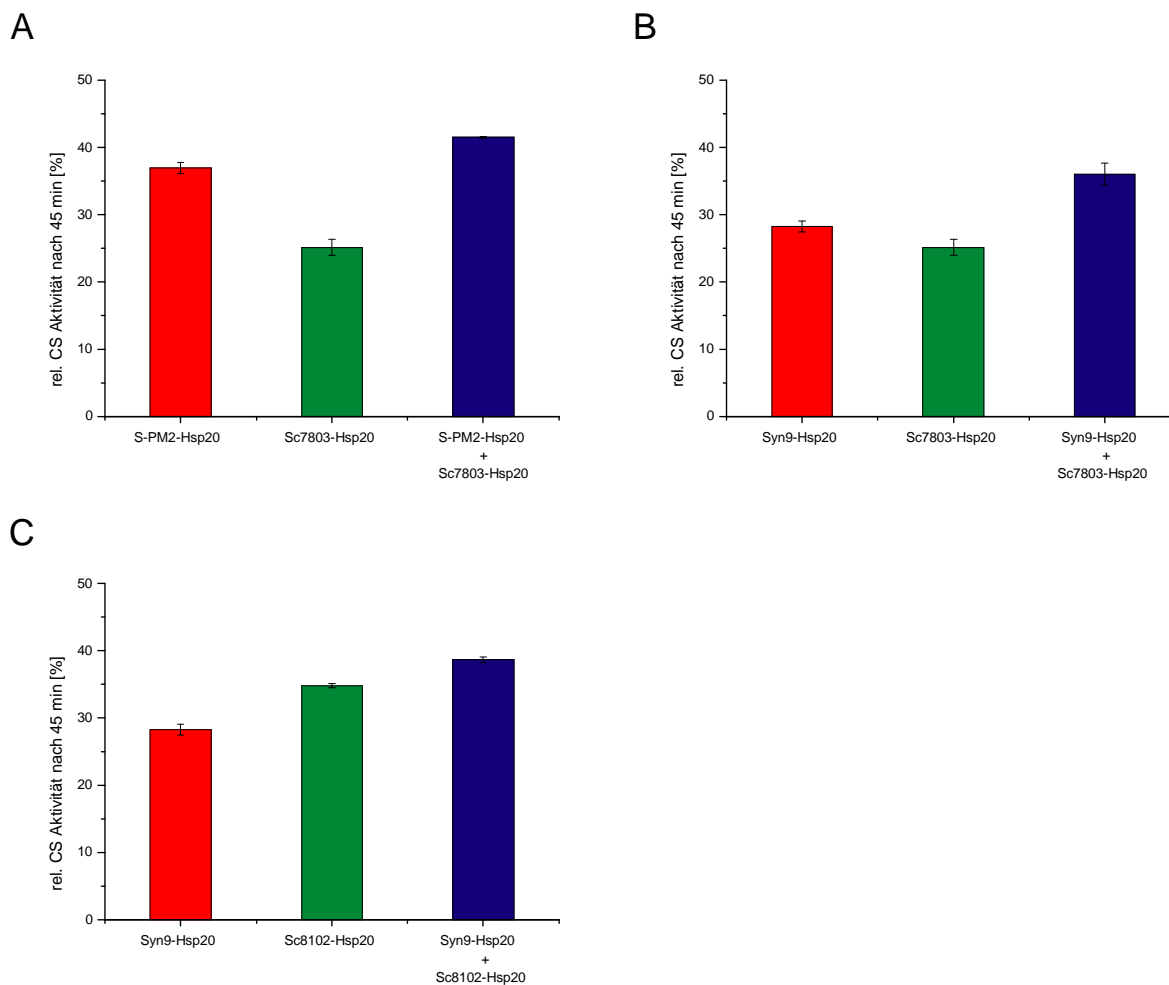 A
rel. CS Aktivität nach 45 min [%]
50
40
30
20
10
0
S-PM2-Hsp20
Sc7803-Hsp20
S-PM2-Hsp20
+
Sc7803-Hsp20
B
rel. CS Aktivität nach 45 min [%]
50
40
30
20
10
0
Syn9-Hsp20
Sc7803-Hsp20
Syn9-Hsp20
+
Sc7803-Hsp20
C
rel. CS Aktivität nach 45 min [%]
50
40
30
20
10
0
Syn9-Hsp20
Sc8102-Hsp20
Syn9-Hsp20
+
Sc8102-Hsp20